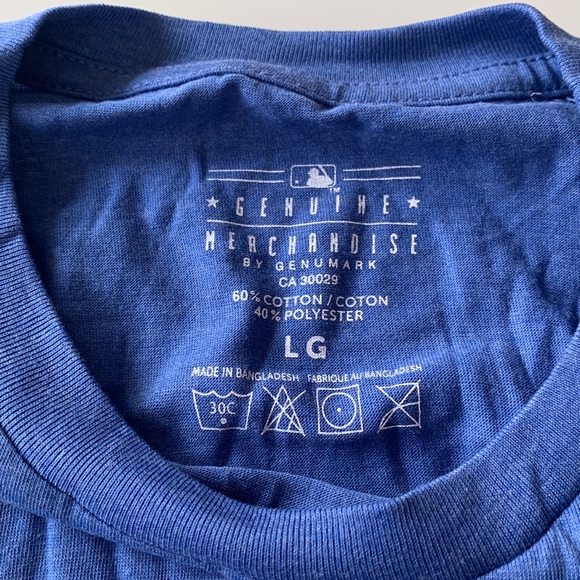 TM
★ GENUINE ★
MERCHANDISE
BY GENUMARK
CA 30029
60% COTTON / COTON
40% POLYESTER
LG
MADE IN BANGLADESH FABRIQUE AU BANGLADESH
30C